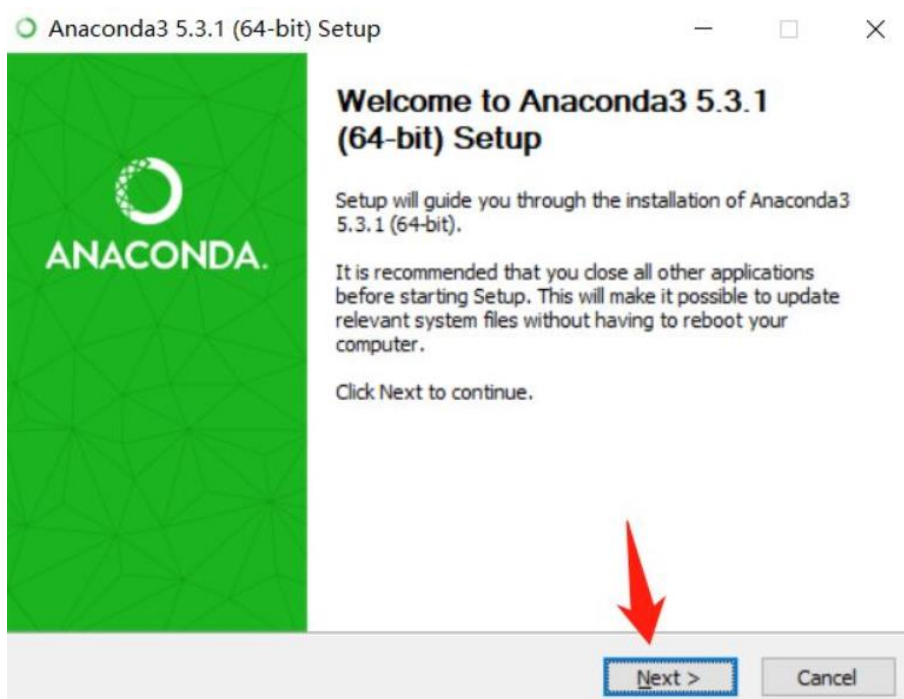 Anaconda3 5.3.1 (64-bit) Setup
Welcome to Anaconda3 5.3.1
(64-bit) Setup
ANACONDA.
Setup will guide you through the installation of Anaconda3
5.3.1 (64-bit).
It is recommended that you close all other applications
before starting Setup. This will make it possible to update
relevant system files without having to reboot your
computer.
Click Next to continue.
Next >
Cancel